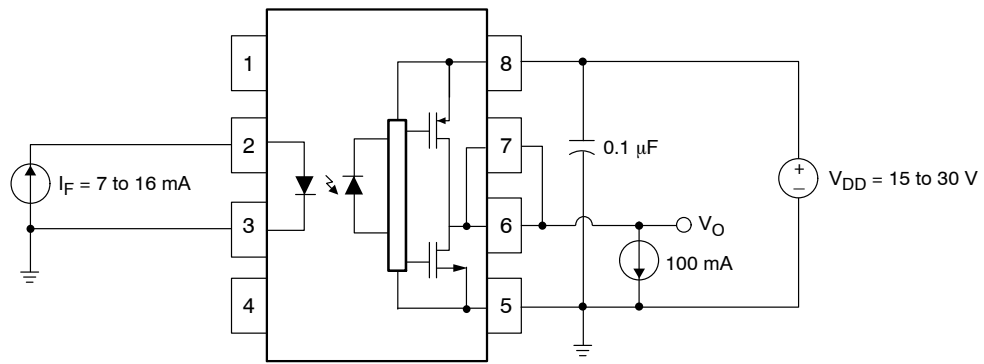 1
8
2
7
0.1 μF
+
–
V_DD = 15 to 30 V
I_F = 7 to 16 mA
3
6
V_O
100 mA
4
5